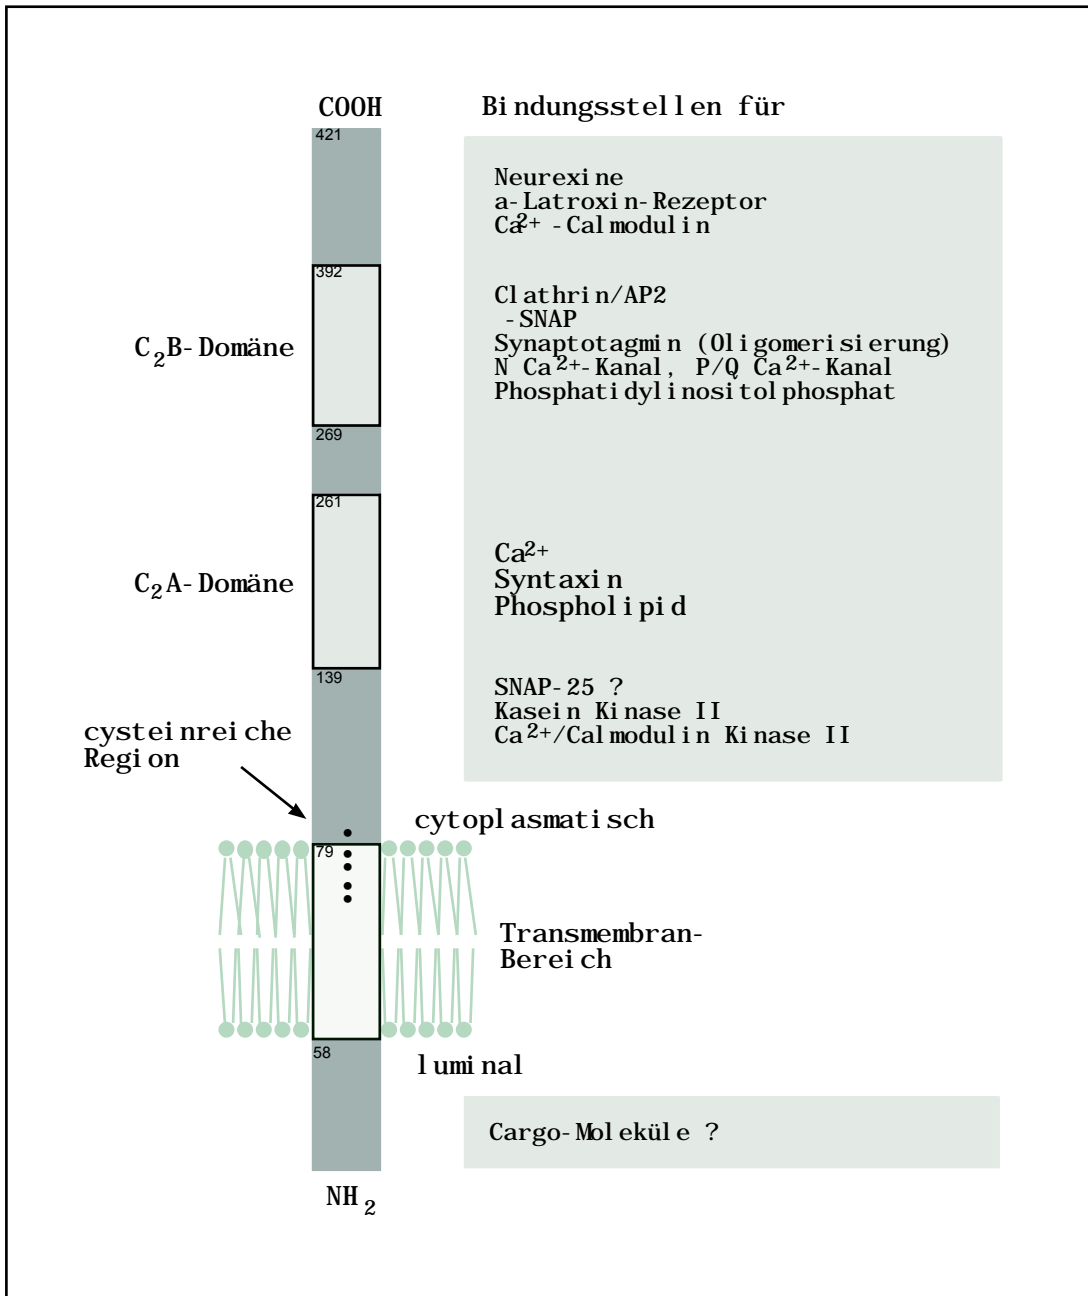 COOH
Bindungsstellen für
421
Neurexine
a-Latroxin-Rezeptor
Ca²⁺ -Calmodulin
392
Clathrin/AP2
-SNAP
C₂B-Domäne
Synaptotagmin (Oligomerisierung)
N Ca²⁺-Kanal, P/Q Ca²⁺-Kanal
Phosphatidylinositolphosphat
269
261
C₂A-Domäne
Ca²⁺
Syntaxin
Phospholipid
139
SNAP-25 ?
Kasein Kinase II
Ca²⁺/Calmodulin Kinase II
cysteinreiche
Region
cytoplasmatisch
79
Transmembran-
Bereich
58
luminal
Cargo-Moleküle ?
NH₂